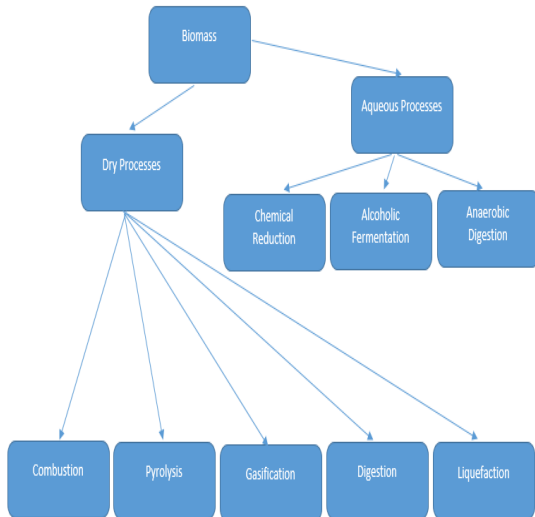 Biomass
Aqueous Processes
Dry Processes
Chemical
Reduction
Alcoholic
Fermentation
Anaerobic
Digestion
Combustion
Pyrolysis
Gasification
Digestion
Liquefaction